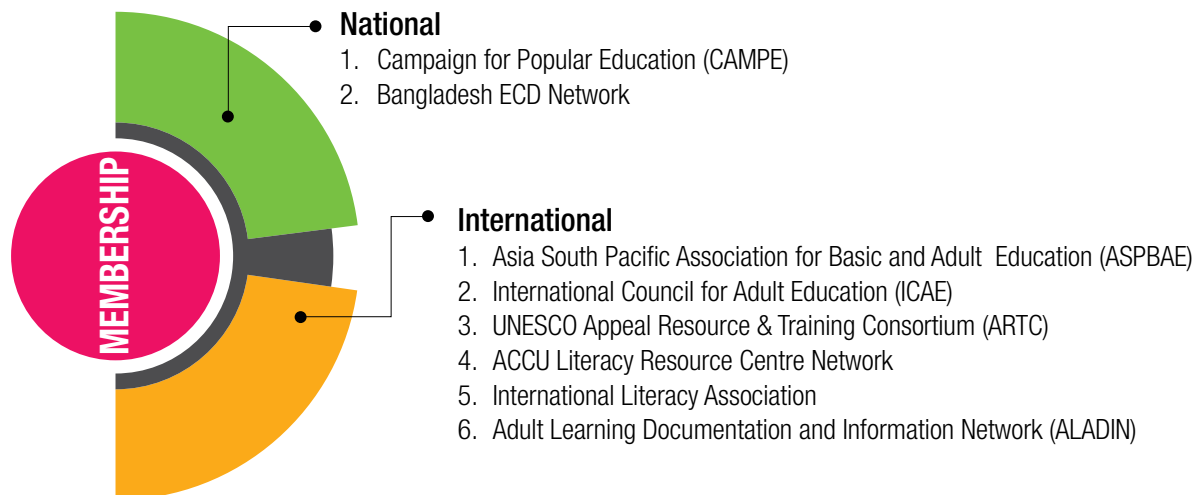 National
1. Campaign for Popular Education (CAMPE)
2. Bangladesh ECD Network
MEMBERSHIP
International
1. Asia South Pacific Association for Basic and Adult Education (ASPBAE)
2. International Council for Adult Education (ICAE)
3. UNESCO Appeal Resource & Training Consortium (ARTC)
4. ACCU Literacy Resource Centre Network
5. International Literacy Association
6. Adult Learning Documentation and Information Network (ALADIN)